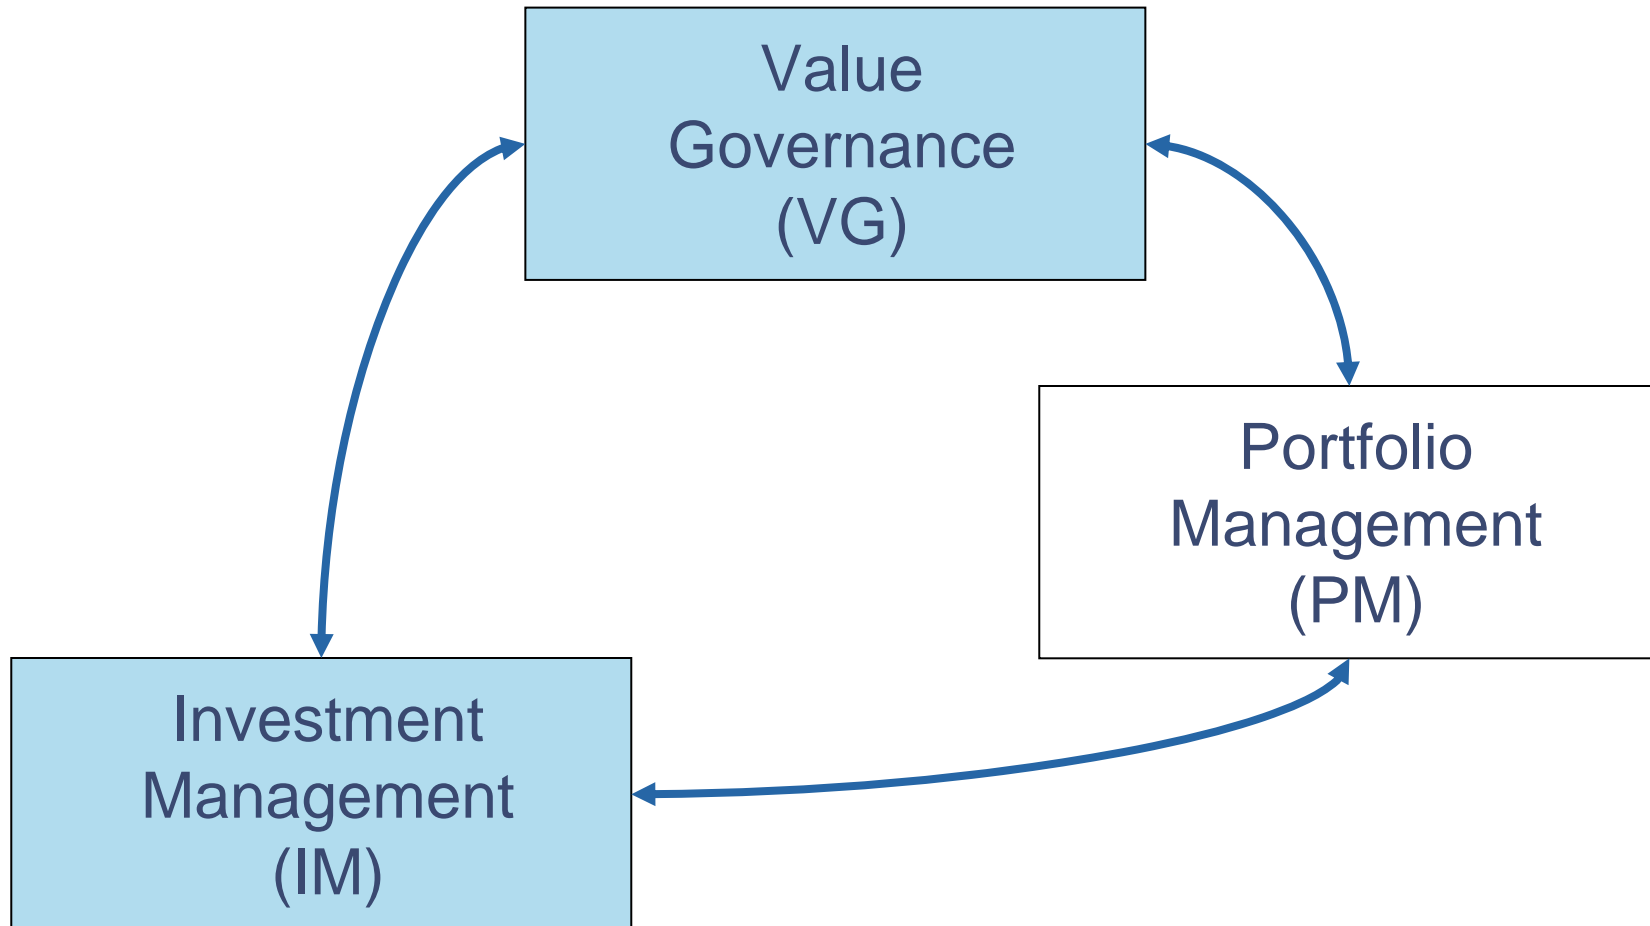 Value
Governance
(VG)
Portfolio
Management
(PM)
Investment
Management
(IM)